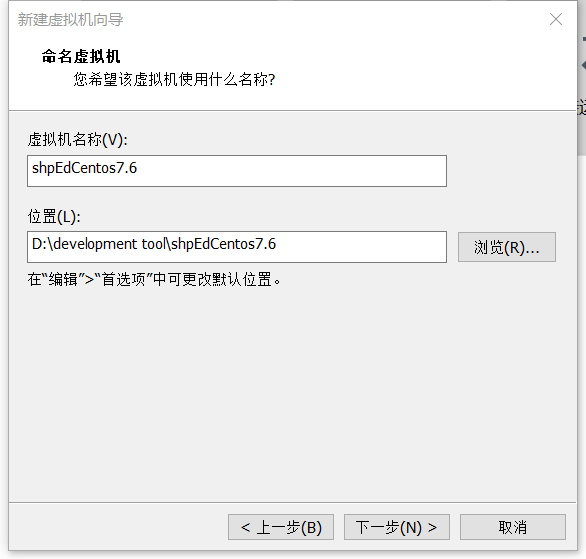 新建虚拟机向导
命名虚拟机
您希望该虚拟机使用什么名称?
虚拟机名称(V):
shpEdCentos7.6
位置(L):
D:\development tool\shpEdCentos7.6
浏览(R)...
在“编辑”>“首选项”中可更改默认位置。
< 上一步(B)
下一步(N) >
取消